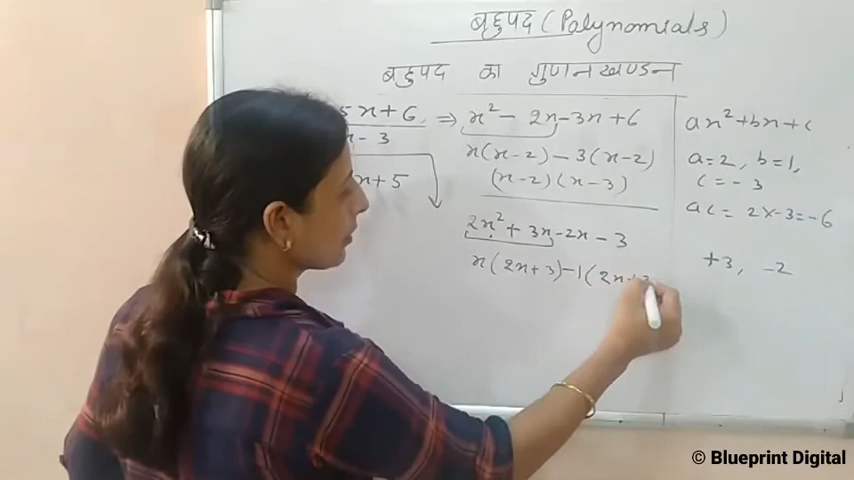 बहुपद (Polynomials)
बहुपद का गुणनखण्डन
5x+6 ⇒ x² - 2x - 3x + 6
x - 3
x(x-2) - 3(x-2)
x+5
(x-2) (x-3)
2x² + 3x - 2x - 3
x(2x+3) - 1(2x+3
ax² + bx + c
a=2, b=1,
c = - 3
ac = 2x-3 = -6
+3, -2
© Blueprint Digital